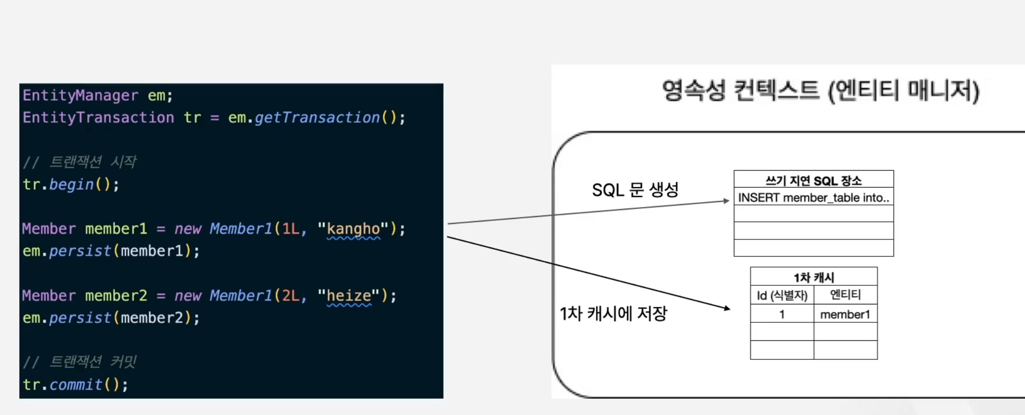 EntityManager em;
EntityTransaction tr = em.getTransaction();
// 트랜잭션 시작
tr.begin();
Member member1 = new Member1(1L, "kangho");
em.persist(member1);
Member member2 = new Member1(2L, "heize");
em.persist(member2);
// 트랜잭션 커밋
tr.commit();
영속성 컨텍스트 (엔티티 매니저)
SQL 문 생성
쓰기 지연 SQL 장소
INSERT member_table into..
1차 캐시에 저장
1차 캐시
Id (식별자) 엔티티
1 member1